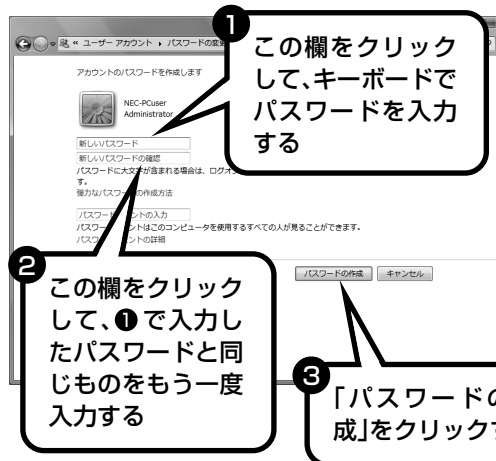 « ユーザー アカウント ▸ パスワードの変更
アカウントのパスワードを作成します
NEC-PCuser
Administrator
新しいパスワード
新しいパスワードの確認
パスワードに大文字が含まれる場合は、ログオン
す。
強力なパスワードの作成方法
パスワード ヒントの入力
パスワード ヒントはこのコンピュータを使用するすべての人が見ることができます。
パスワード ヒントの詳細
パスワードの作成 キャンセル
❶
この欄をクリック
して、キーボードで
パスワードを入力
する
❷
この欄をクリック
して、❶で入力し
たパスワードと同
じものをもう一度
入力する
❸
「パスワードの
成」をクリックす